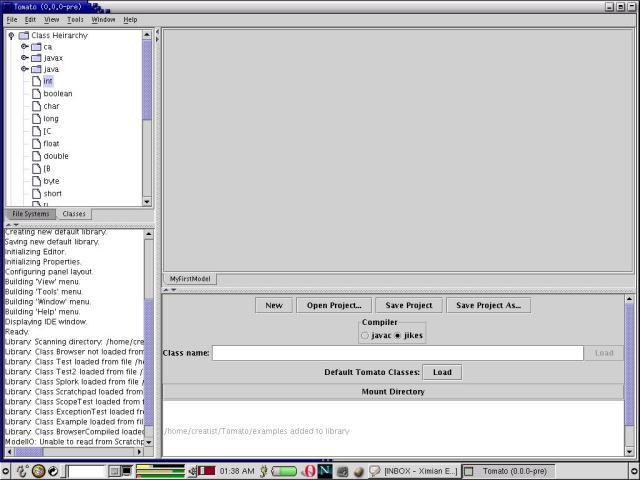 Tomato (0.0.0-pre)
File Edit View Tools Window Help
Class Heirarchy
ca
javax
java
int
boolean
char
long
[C
float
double
[B
byte
short
File Systems Classes
Creating new default library.
Saving new default library.
Initializing Editor.
Initializing Properties.
Configuring panel layout.
Building 'View' menu.
Building 'Tools' menu.
Building 'Window' menu.
Building 'Help' menu.
Displaying IDE window.
Ready.
Library: Scanning directory: /home/cre
Library: Class Browser not loaded from
Library: Class Test loaded from file /h
Library: Class Test2 loaded from file /
Library: Class Splork loaded from file /
Library: Class Scratchpad loaded from
Library: Class ScopeTest loaded from f
Library: Class ExceptionTest loaded fr
Library: Class Example loaded from fil
Library: Class BrowserCompiled loaded
ModelIO: Unable to read from Scratchp
MyFirstModel
New Open Project... Save Project Save Project As...
Compiler
javac jikes
Class name: Load
Default Tomato Classes: Load
Mount Directory
/home/creatist/Tomato/examples added to library
01:38 AM [INBOX - Ximian E...] Tomato (0.0.0-pre)